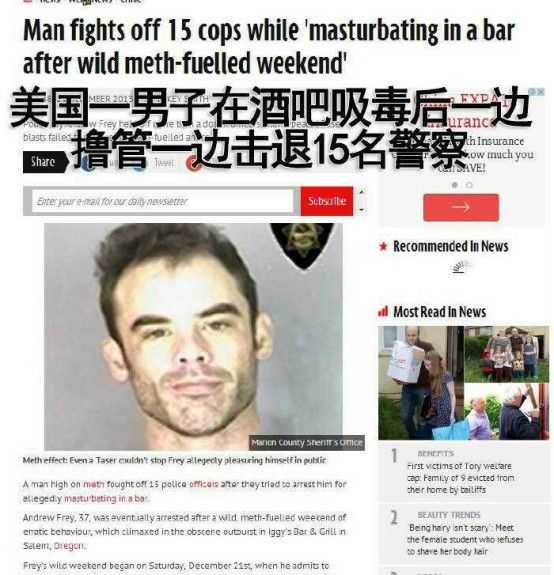 Man fights off 15 cops while 'masturbating in a bar
after wild meth-fuelled weekend'
美国一男子在酒吧吸毒后一边
撸管一边击退15名警察
Share
Tweet
Enter your e-mail for our daily newsletter
Subscribe
Marion County Sheriff's Office
Meth effect: Even a Taser couldn't stop Frey allegedly pleasuring himself in public
A man high on meth fought off 15 police officers after they tried to arrest him for
allegedly masturbating in a bar.
Andrew Frey, 37, was eventually arrested after a wild, meth-fuelled weekend of
erratic behaviour, which climaxed in the obscene outburst in Iggy's Bar & Grill in
Salem, Oregon.
Frey's wild weekend began on Saturday, December 21st, when he admits to
Insurance
how much you
SAVE!
Recommended In News
Most Read In News
1
BENEFITS
First victims of Tory welfare
cap: Family of 9 evicted from
their home by bailiffs
2
BEAUTY TRENDS
'Being hairy isn't scary': Meet
the female student who refuses
to shave her body hair